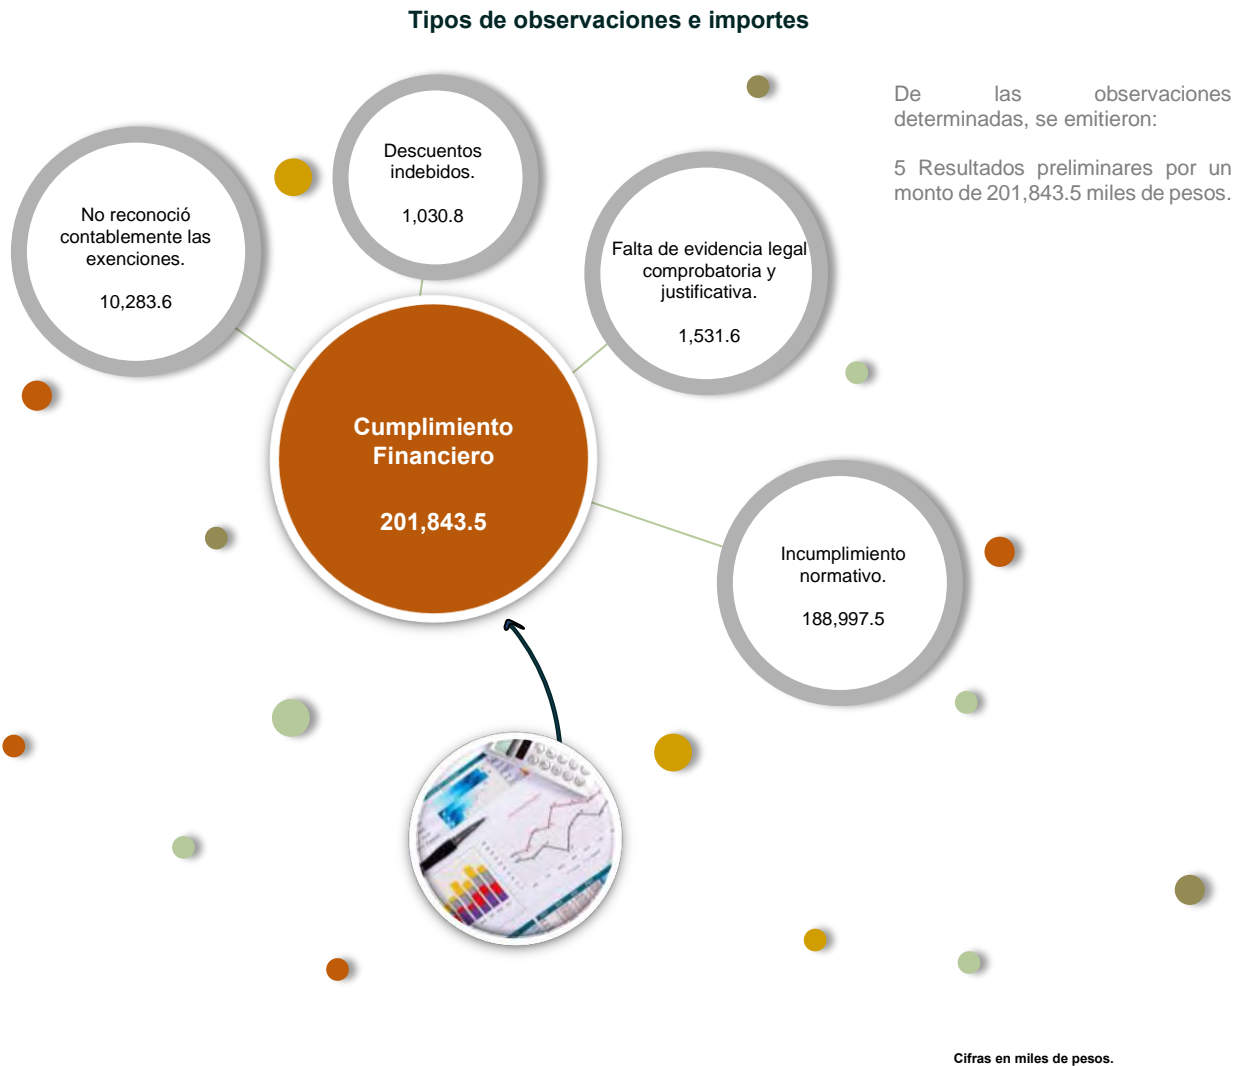 Tipos de observaciones e importes
De las observaciones
determinadas, se emitieron:
5 Resultados preliminares por un
monto de 201,843.5 miles de pesos.
Descuentos
indebidos.
1,030.8
No reconoció
contablemente las
exenciones.
10,283.6
Falta de evidencia legal
comprobatoria y
justificativa.
1,531.6
Cumplimiento
Financiero
201,843.5
Incumplimiento
normativo.
188,997.5
Cifras en miles de pesos.